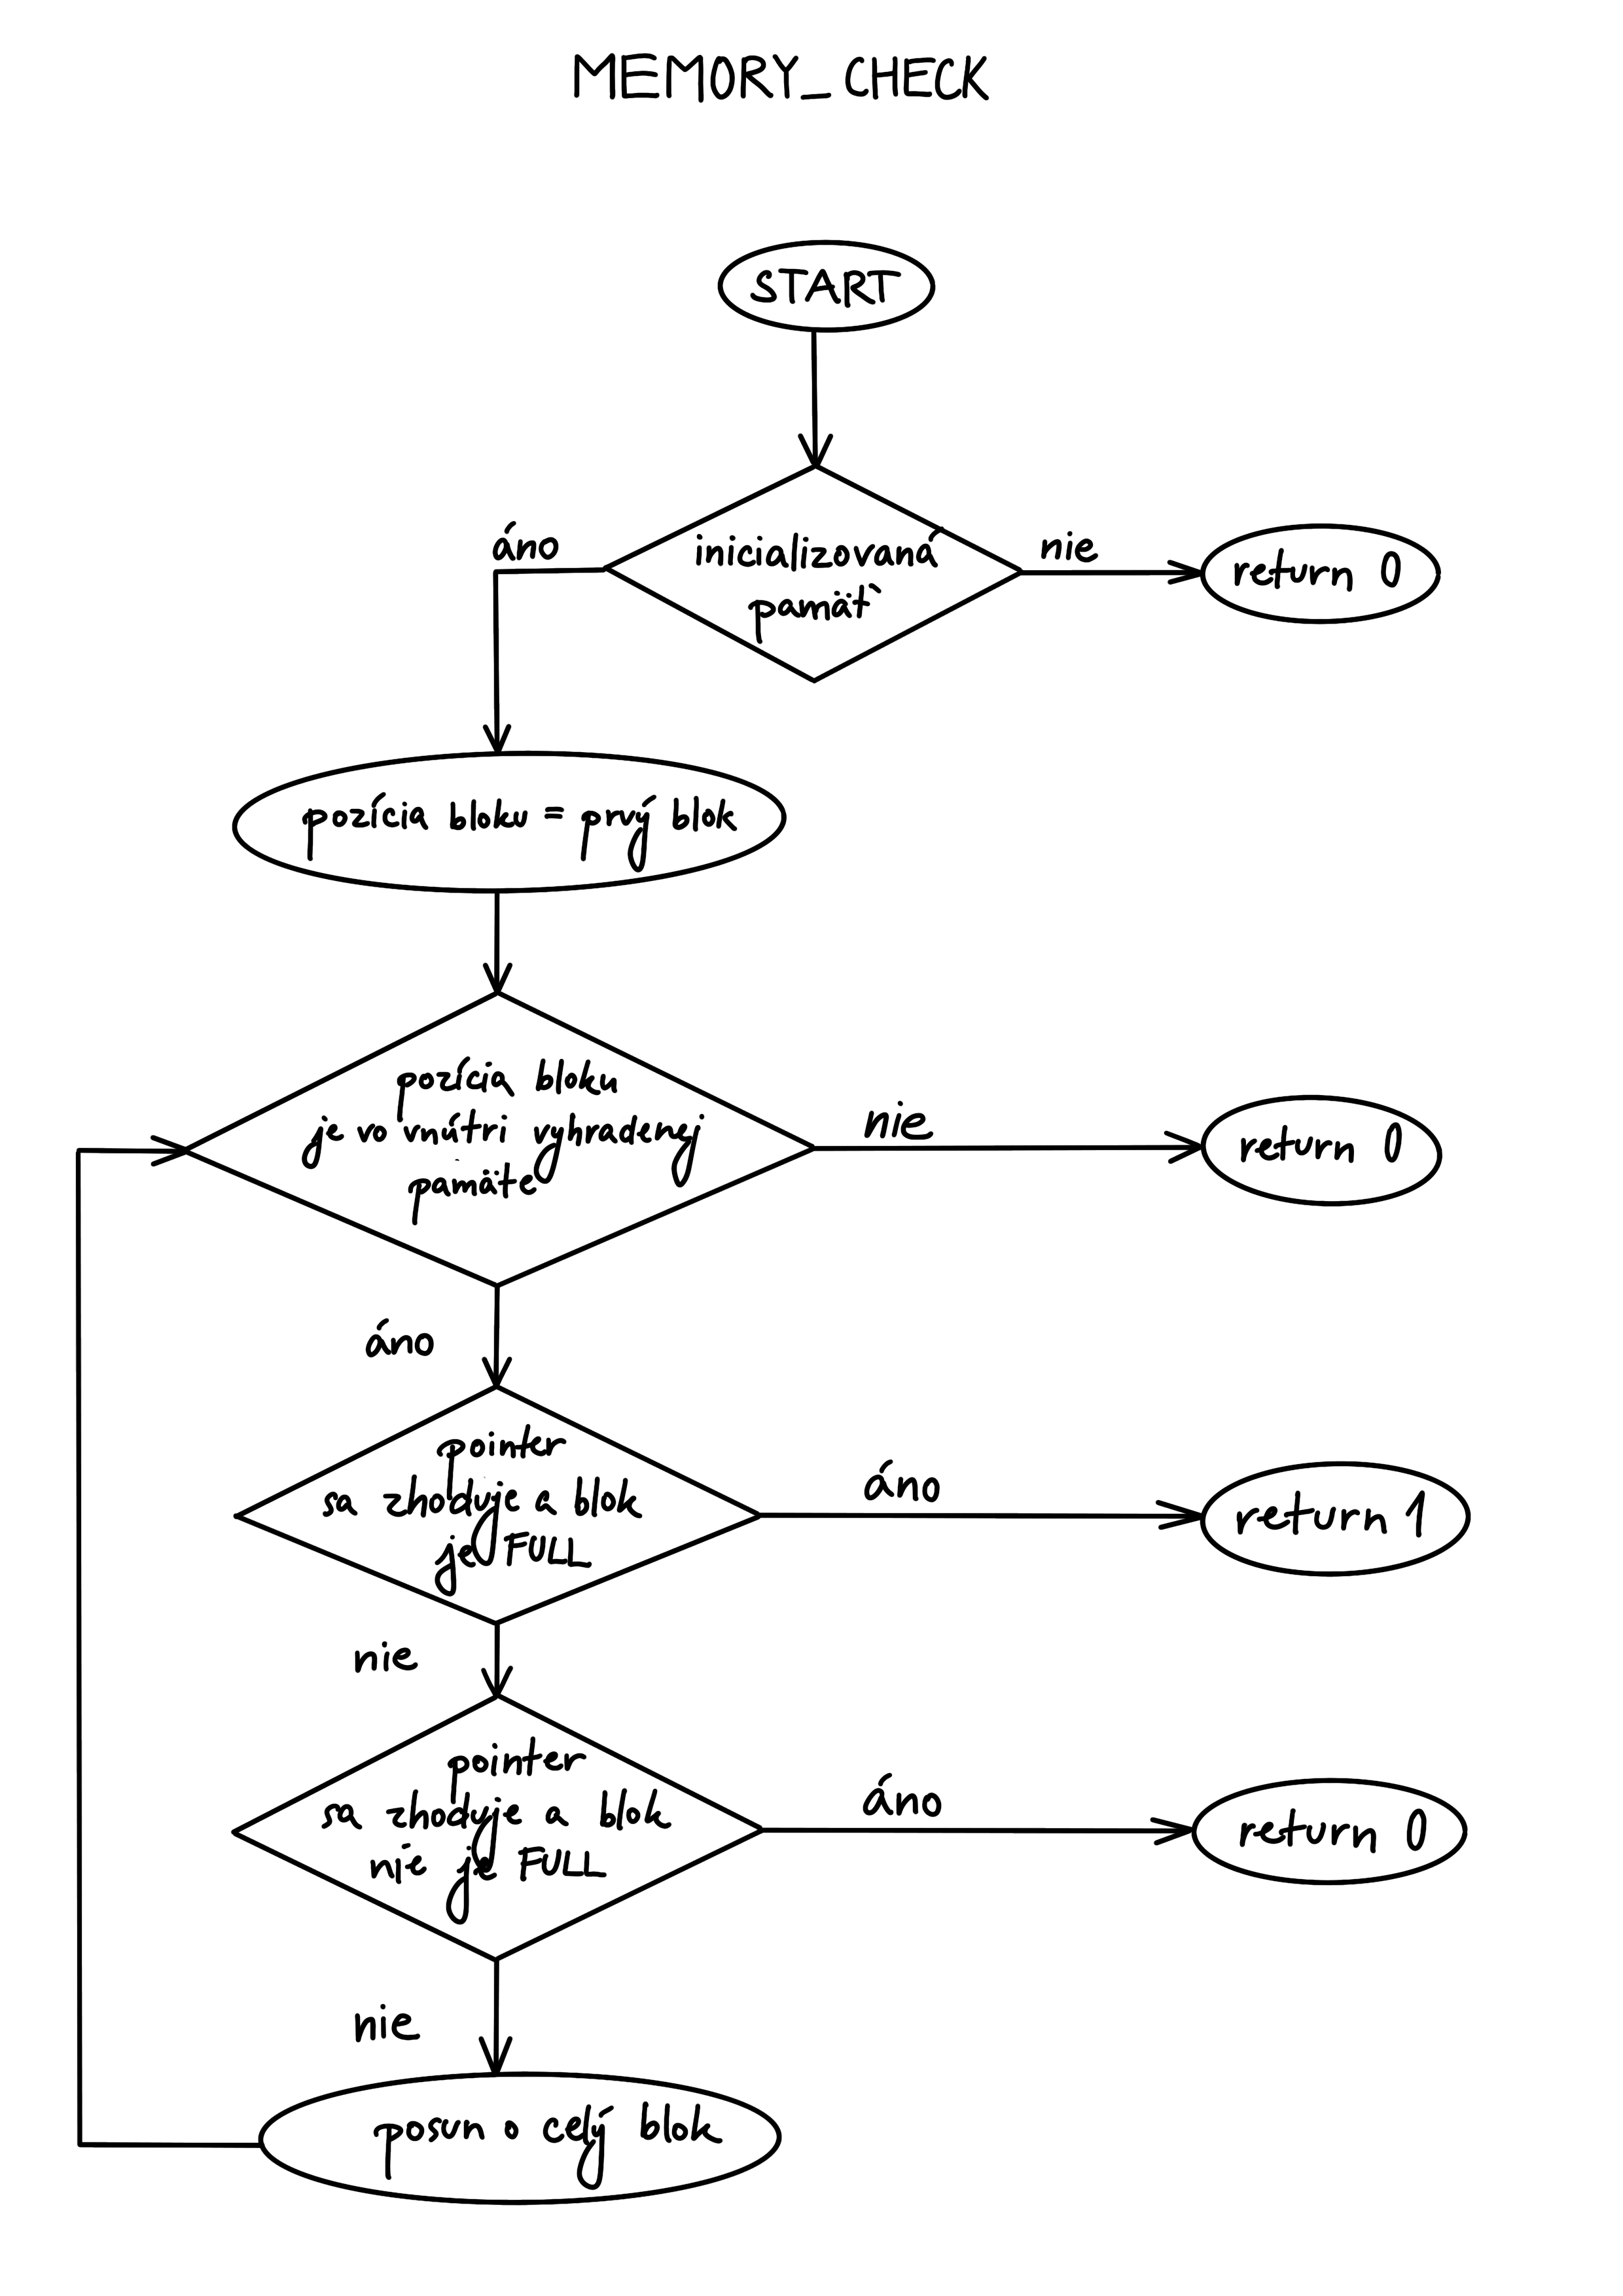 MEMORY_CHECK
START
áno
inicializovaná
pamäť
nie
return 0
pozícia bloku = prvý blok
pozícia bloku
je vo vnútri vyhradenej
pamäte
nie
return 0
áno
pointer
sa zhoduje a blok
je FULL
áno
return 1
nie
pointer
sa zhoduje a blok
nie je FULL
áno
return 0
nie
posun o celý blok